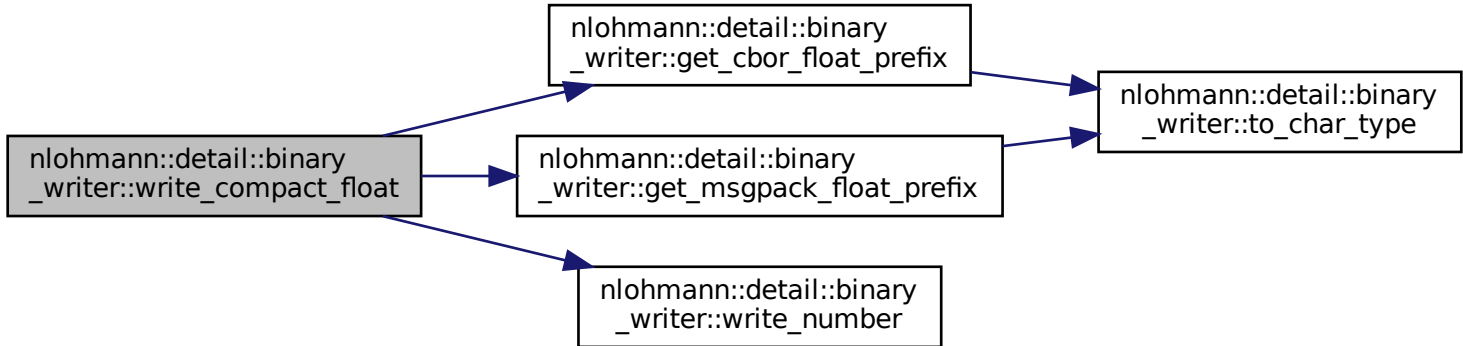 nlohmann::detail::binary
_writer::write_compact_float
nlohmann::detail::binary
_writer::get_cbor_float_prefix
nlohmann::detail::binary
_writer::get_msgpack_float_prefix
nlohmann::detail::binary
_writer::write_number
nlohmann::detail::binary
_writer::to_char_type